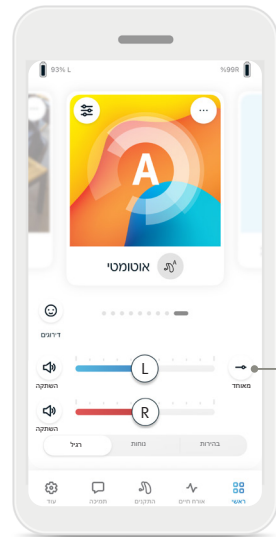 93% L
%99R
A
אוטומטי
A
דירוגים
L
השתקה
מאוחד
R
השתקה
בהירות
נוחות
רגיל
ראשי
אורח חיים
התקנים
תמיכה
עוד